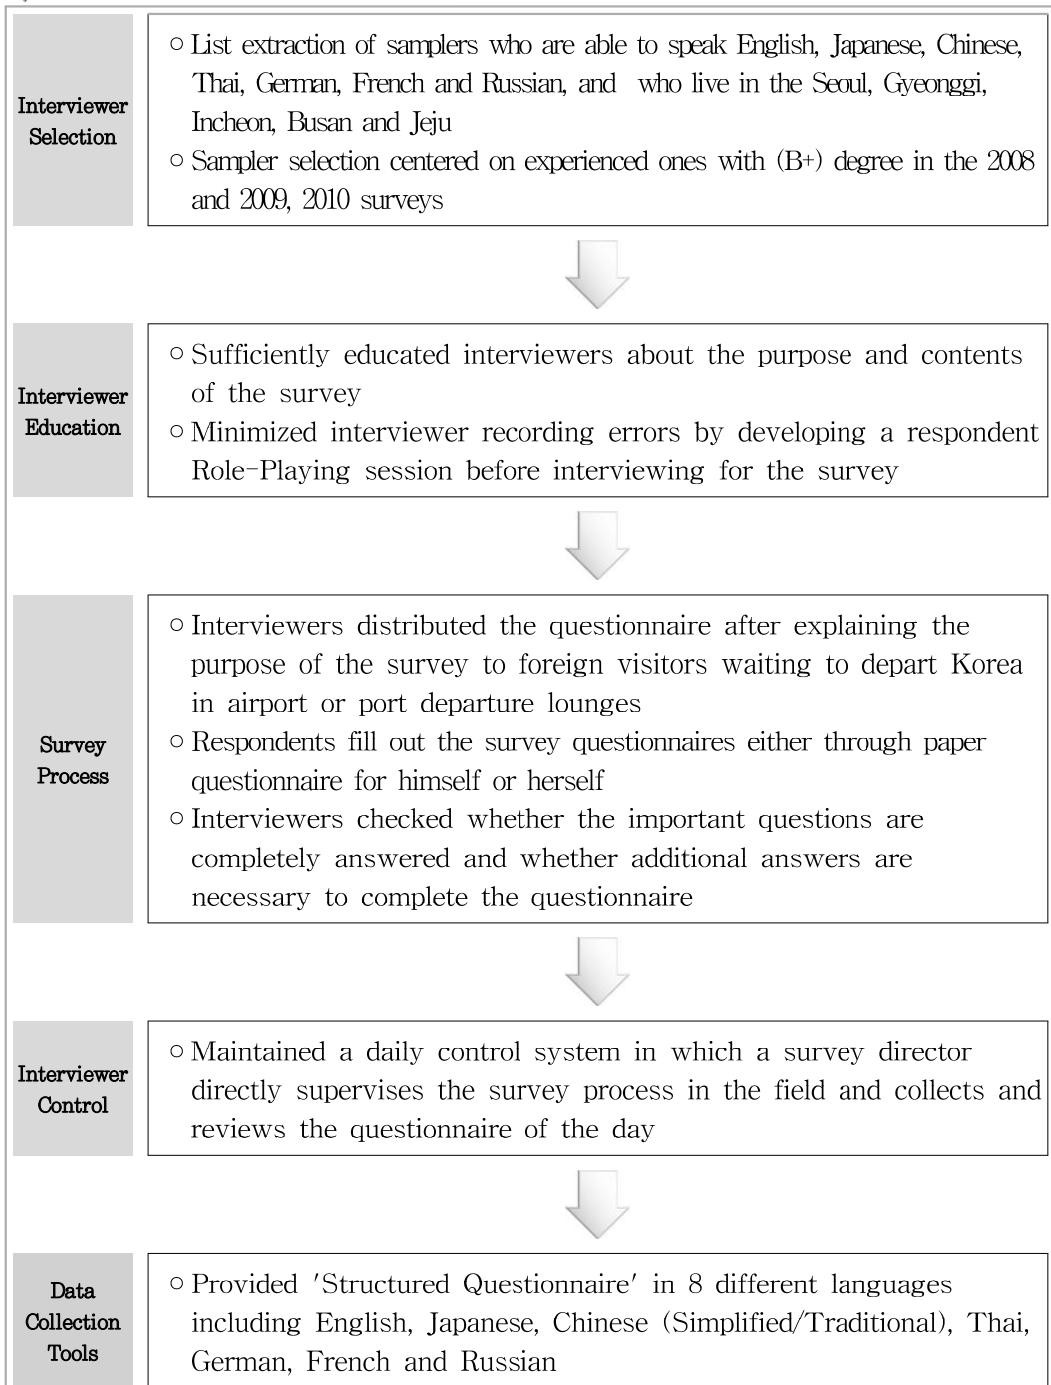 Interviewer
Selection
○ List extraction of samplers who are able to speak English, Japanese, Chinese,
Thai, German, French and Russian, and who live in the Seoul, Gyeonggi,
Incheon, Busan and Jeju
○ Sampler selection centered on experienced ones with (B+) degree in the 2008
and 2009, 2010 surveys
Interviewer
Education
○ Sufficiently educated interviewers about the purpose and contents
of the survey
○ Minimized interviewer recording errors by developing a respondent
Role-Playing session before interviewing for the survey
Survey
Process
○ Interviewers distributed the questionnaire after explaining the
purpose of the survey to foreign visitors waiting to depart Korea
in airport or port departure lounges
○ Respondents fill out the survey questionnaires either through paper
questionnaire for himself or herself
○ Interviewers checked whether the important questions are
completely answered and whether additional answers are
necessary to complete the questionnaire
Interviewer
Control
○ Maintained a daily control system in which a survey director
directly supervises the survey process in the field and collects and
reviews the questionnaire of the day
Data
Collection
Tools
○ Provided 'Structured Questionnaire' in 8 different languages
including English, Japanese, Chinese (Simplified/Traditional), Thai,
German, French and Russian